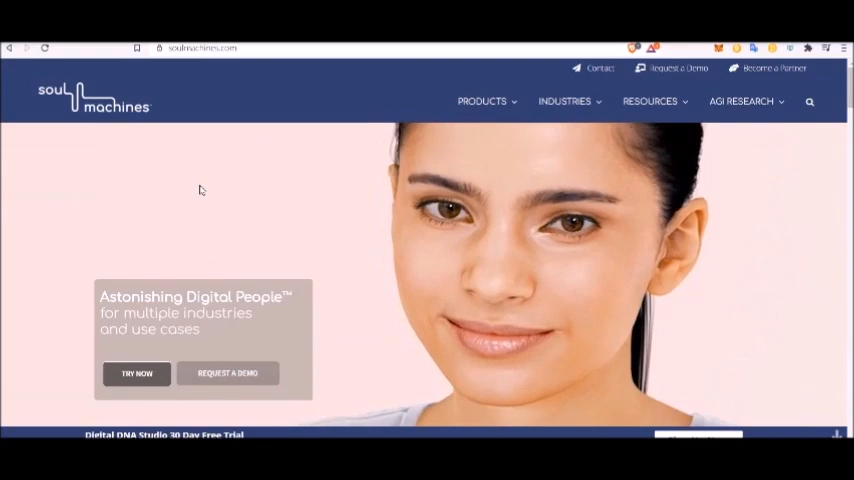 soulmachines.com
Contact
Request a Demo
Become a Partner
soul machines
PRODUCTS
INDUSTRIES
RESOURCES
AGI RESEARCH
Astonishing Digital People™
for multiple industries
and use cases
TRY NOW
REQUEST A DEMO
Digital DNA Studio 30 Day Free Trial